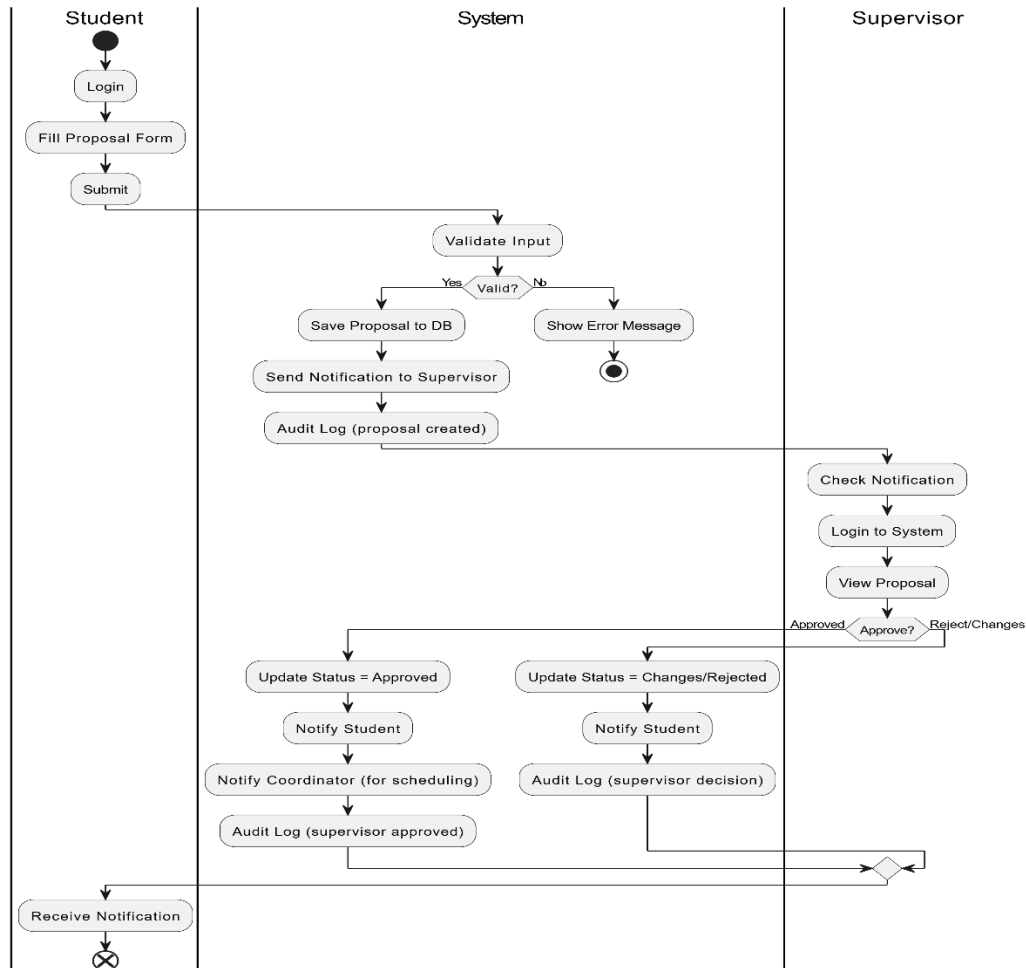 Student
System
Supervisor
Login
Fill Proposal Form
Submit
Validate Input
Yes
Valid?
No
Save Proposal to DB
Show Error Message
Send Notification to Supervisor
Audit Log (proposal created)
Check Notification
Login to System
View Proposal
Approved
Approve?
Reject/Changes
Update Status = Approved
Update Status = Changes/Rejected
Notify Student
Notify Student
Notify Coordinator (for scheduling)
Audit Log (supervisor decision)
Audit Log (supervisor approved)
Receive Notification